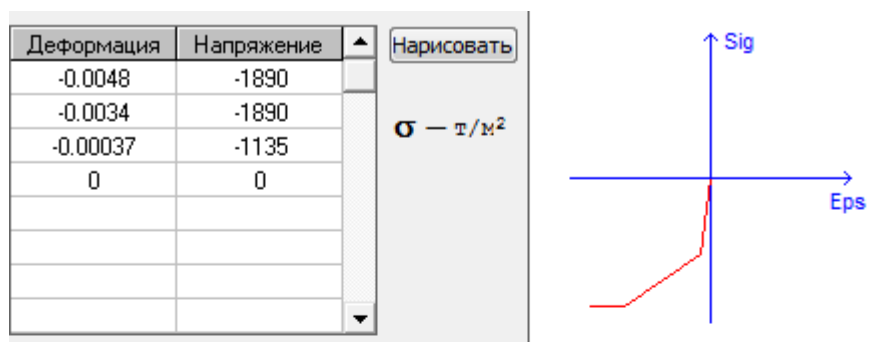 Деформация Напряжение Нарисовать
-0.0048 -1890
-0.0034 -1890
-0.00037 -1135
0 0
σ – т/м²
Sig
Eps